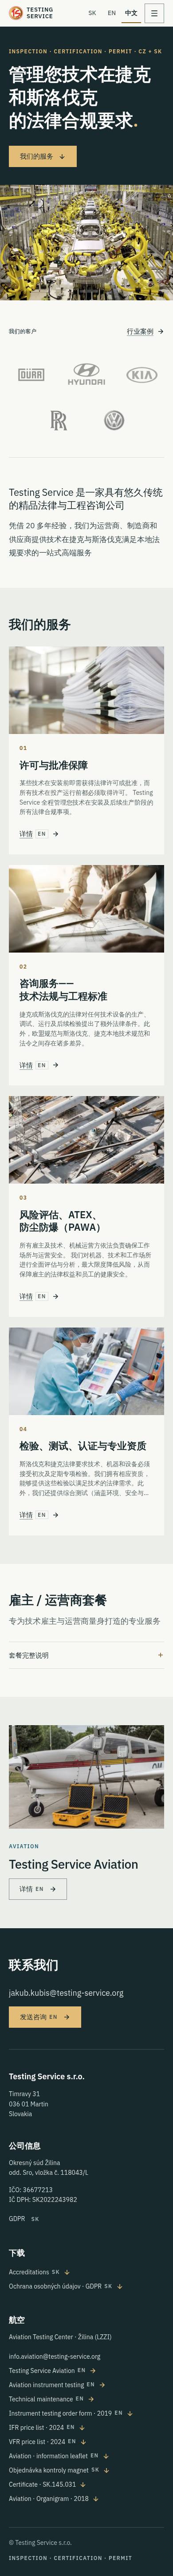 TESTING
SERVICE
SK
EN
中文
INSPECTION · CERTIFICATION · PERMIT · CZ + SK
管理您技术在捷克
和斯洛伐克
的法律合规要求.
我们的服务
我们的客户
行业案例
DÜRR
HYUNDAI
KIA
Testing Service 是一家具有悠久传统
的精品法律与工程咨询公司
凭借 20 多年经验，我们为运营商、制造商和
供应商提供技术在捷克与斯洛伐克满足本地法
规要求的一站式高端服务
我们的服务
01
许可与批准保障
某些技术在安装前即需获得法律许可或批准，而
所有技术在投产运行前都必须取得许可。 Testing
Service 全程管理您技术在安装及后续生产阶段的
所有法律合规事项。
详情 EN
02
咨询服务——
技术法规与工程标准
捷克或斯洛伐克的法律对任何技术设备的生产、
调试、运行及后续检验提出了额外法律条件。此
外，欧盟规范与斯洛伐克、捷克本地技术规范和
法令之间存在诸多差异。
详情 EN
03
风险评估、ATEX、
防尘防爆（PAWA）
所有雇主及技术、机械运营方依法负责确保工作
场所与运营安全。 我们对机器、技术和工作场所
进行全面评估与分析，最大限度降低风险，从而
保障雇主的法律权益和员工的健康安全。
详情 EN
04
检验、测试、认证与专业资质
斯洛伐克和捷克法律要求技术、机器和设备必须
接受初次及定期专项检验。我们拥有相应资质，
能够提供这些检验以满足技术的法律需求。此
外，我们还提供综合测试（涵盖环境、安全与…
详情 EN
雇主 / 运营商套餐
专为技术雇主与运营商量身打造的专业服务
套餐完整说明
AVIATION
Testing Service Aviation
详情 EN
联系我们
jakub.kubis@testing-service.org
发送咨询 EN
Testing Service s.r.o.
Timravy 31
036 01 Martin
Slovakia
公司信息
Okresný súd Žilina
odd. Sro, vložka č. 118043/L
IČO: 36677213
IČ DPH: SK2022243982
GDPR SK
下载
Accreditations SK
Ochrana osobných údajov · GDPR SK
航空
Aviation Testing Center · Žilina (LZZI)
info.aviation@testing-service.org
Testing Service Aviation EN
Aviation instrument testing EN
Technical maintenance EN
Instrument testing order form · 2019 EN
IFR price list · 2024 EN
VFR price list · 2024 EN
Aviation · information leaflet EN
Objednávka kontroly magnet SK
Certificate · SK.145.031
Aviation · Organigram · 2018
© Testing Service s.r.o.
INSPECTION · CERTIFICATION · PERMIT